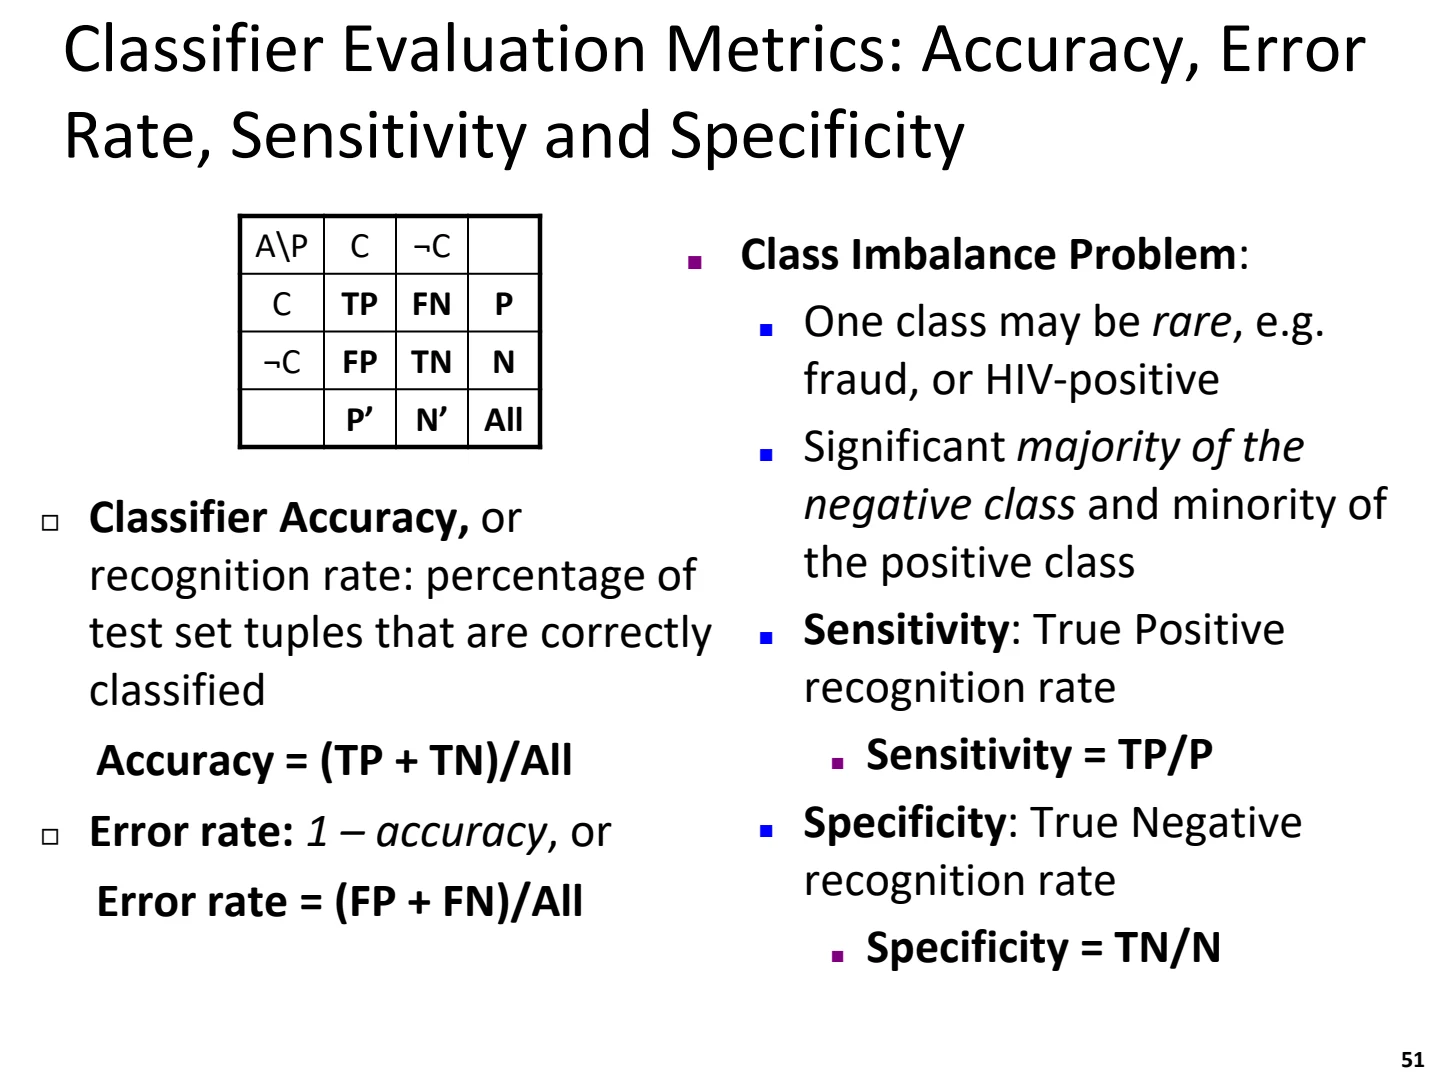 Classifier Evaluation Metrics: Accuracy, Error
Rate, Sensitivity and Specificity
A\P C ¬C
C TP FN P
¬C FP TN N
P’ N’ All
Classifier Accuracy, or
recognition rate: percentage of
test set tuples that are correctly
classified
Accuracy = (TP + TN)/All
Error rate: 1 – accuracy, or
Error rate = (FP + FN)/All
Class Imbalance Problem:
One class may be rare, e.g.
fraud, or HIV-positive
Significant majority of the
negative class and minority of
the positive class
Sensitivity: True Positive
recognition rate
Sensitivity = TP/P
Specificity: True Negative
recognition rate
Specificity = TN/N
51